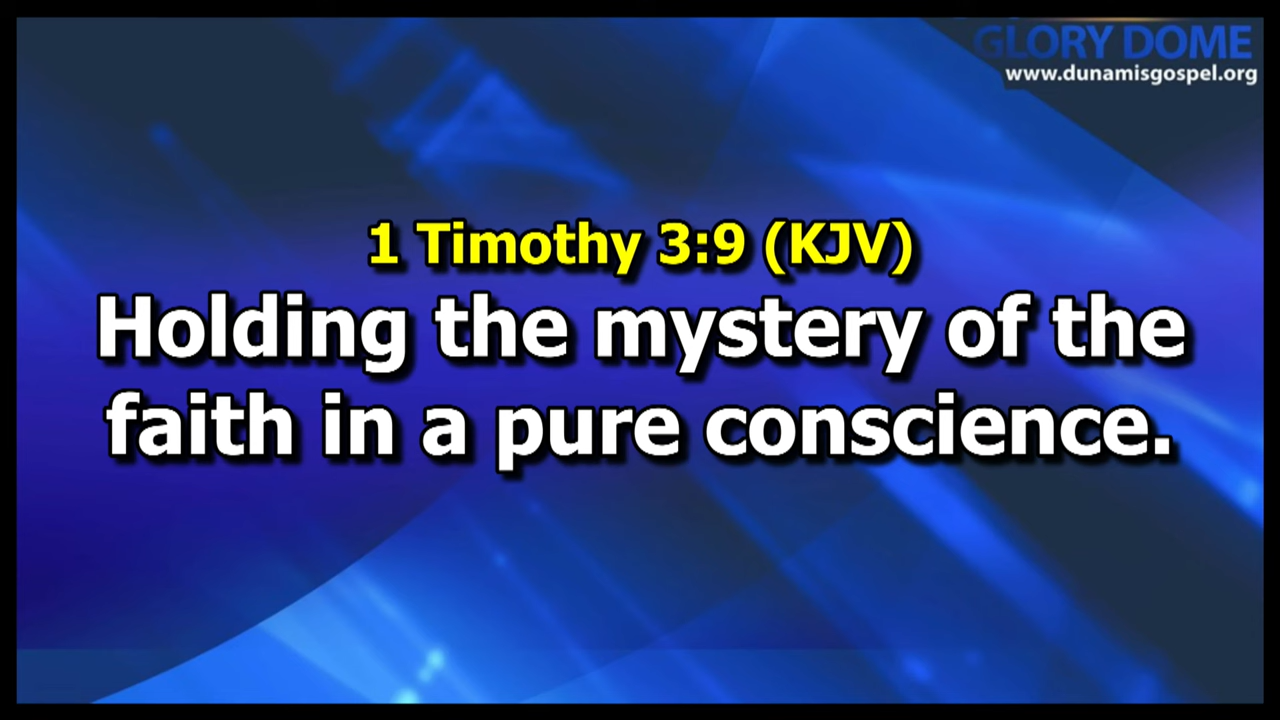 GLORY DOME
www.dunamisgospel.org
1 Timothy 3:9 (KJV)
Holding the mystery of the
faith in a pure conscience.